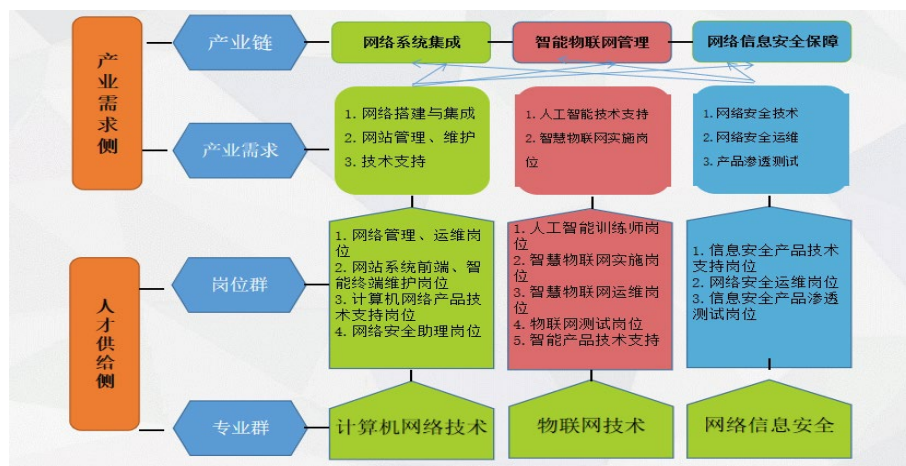 产业需求侧
产业链
网络系统集成
智能物联网管理
网络信息安全保障
产业需求
1. 网络搭建与集成
2. 网站管理、维护
3. 技术支持
1. 人工智能技术支持
2. 智慧物联网实施岗
位
1. 网络安全技术
2. 网络安全运维
3. 产品渗透测试
人才供给侧
岗位群
1. 网络管理、运维岗
位
2. 网站系统前端、智
能终端维护岗位
3. 计算机网络产品技
术支持岗位
4. 网络安全助理岗位
1. 人工智能训练师岗
位
2. 智慧物联网实施岗
位
3. 智慧物联网运维岗
位
4. 物联网测试岗位
5. 智能产品技术支持
1. 信息安全产品技术
支持岗位
2. 网络安全运维岗位
3. 信息安全产品渗透
测试岗位
专业群
计算机网络技术
物联网技术
网络信息安全